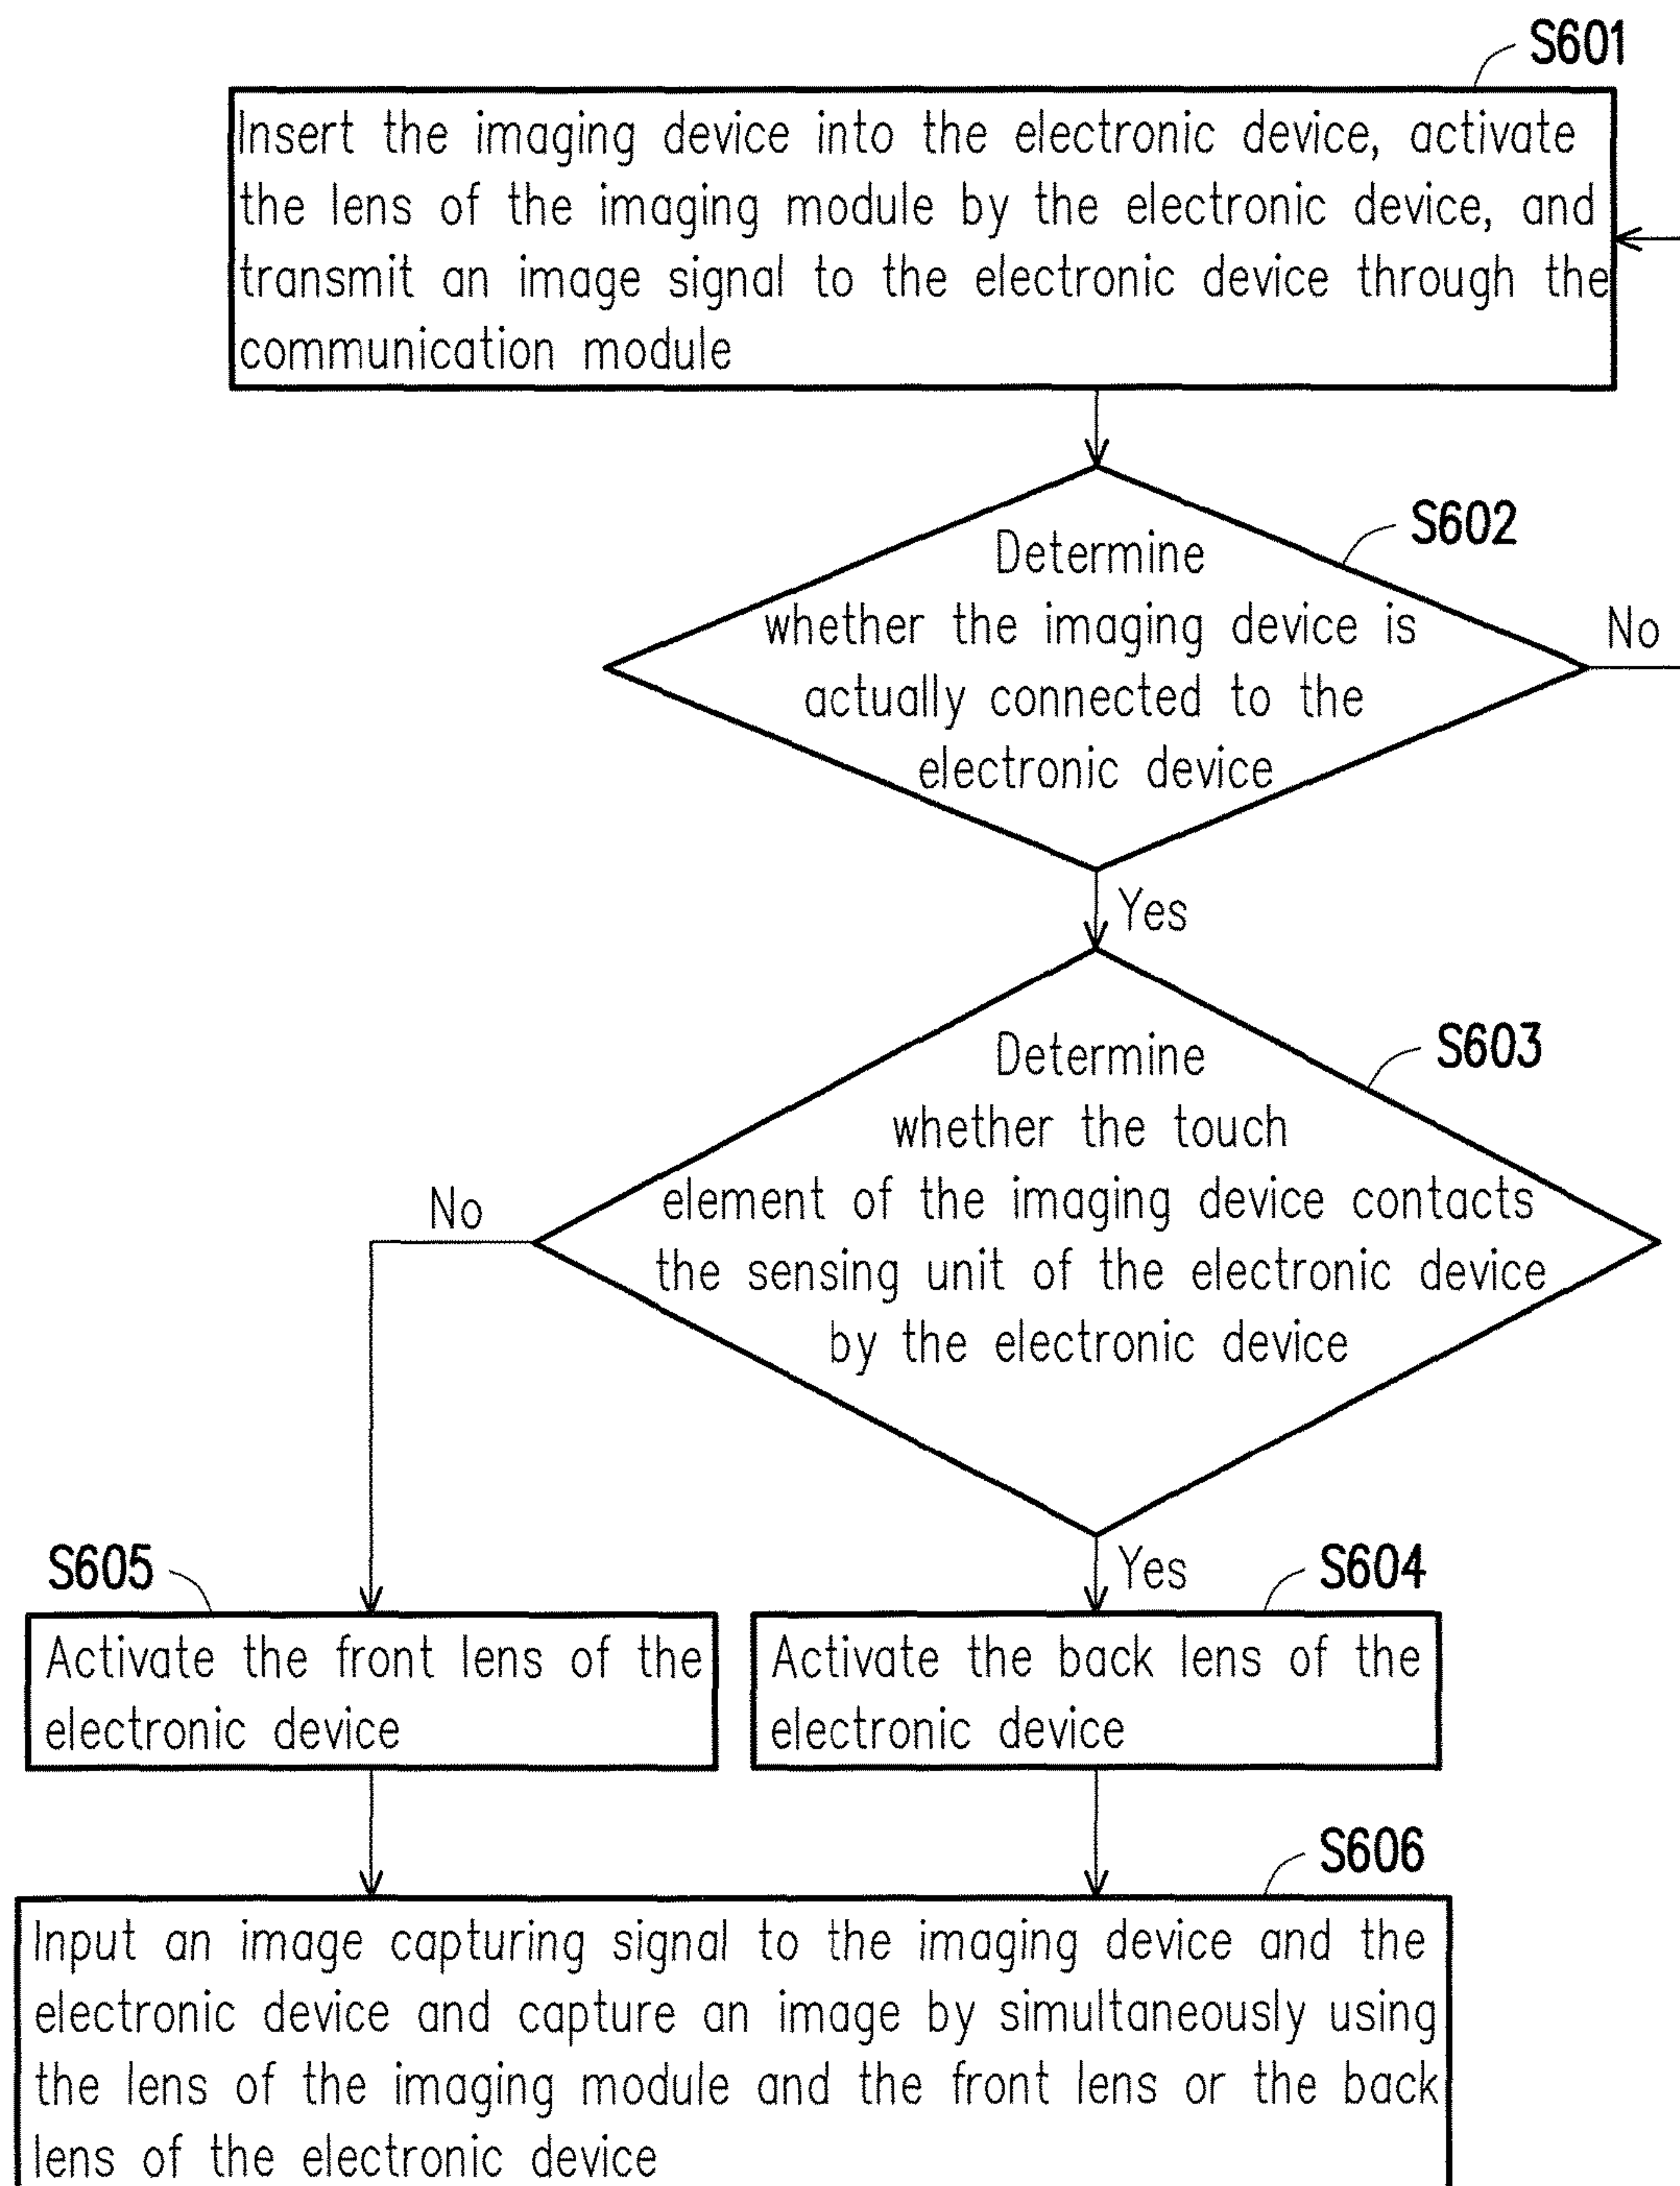 S601
Insert the imaging device into the electronic device, activate
the lens of the imaging module by the electronic device, and
transmit an image signal to the electronic device through the
communication module
S602
Determine
whether the imaging device is
actually connected to the
electronic device
No
Yes
S603
Determine
whether the touch
element of the imaging device contacts
the sensing unit of the electronic device
by the electronic device
No
Yes
S605
Activate the front lens of the
electronic device
S604
Activate the back lens of the
electronic device
S606
Input an image capturing signal to the imaging device and the
electronic device and capture an image by simultaneously using
the lens of the imaging module and the front lens or the back
lens of the electronic device